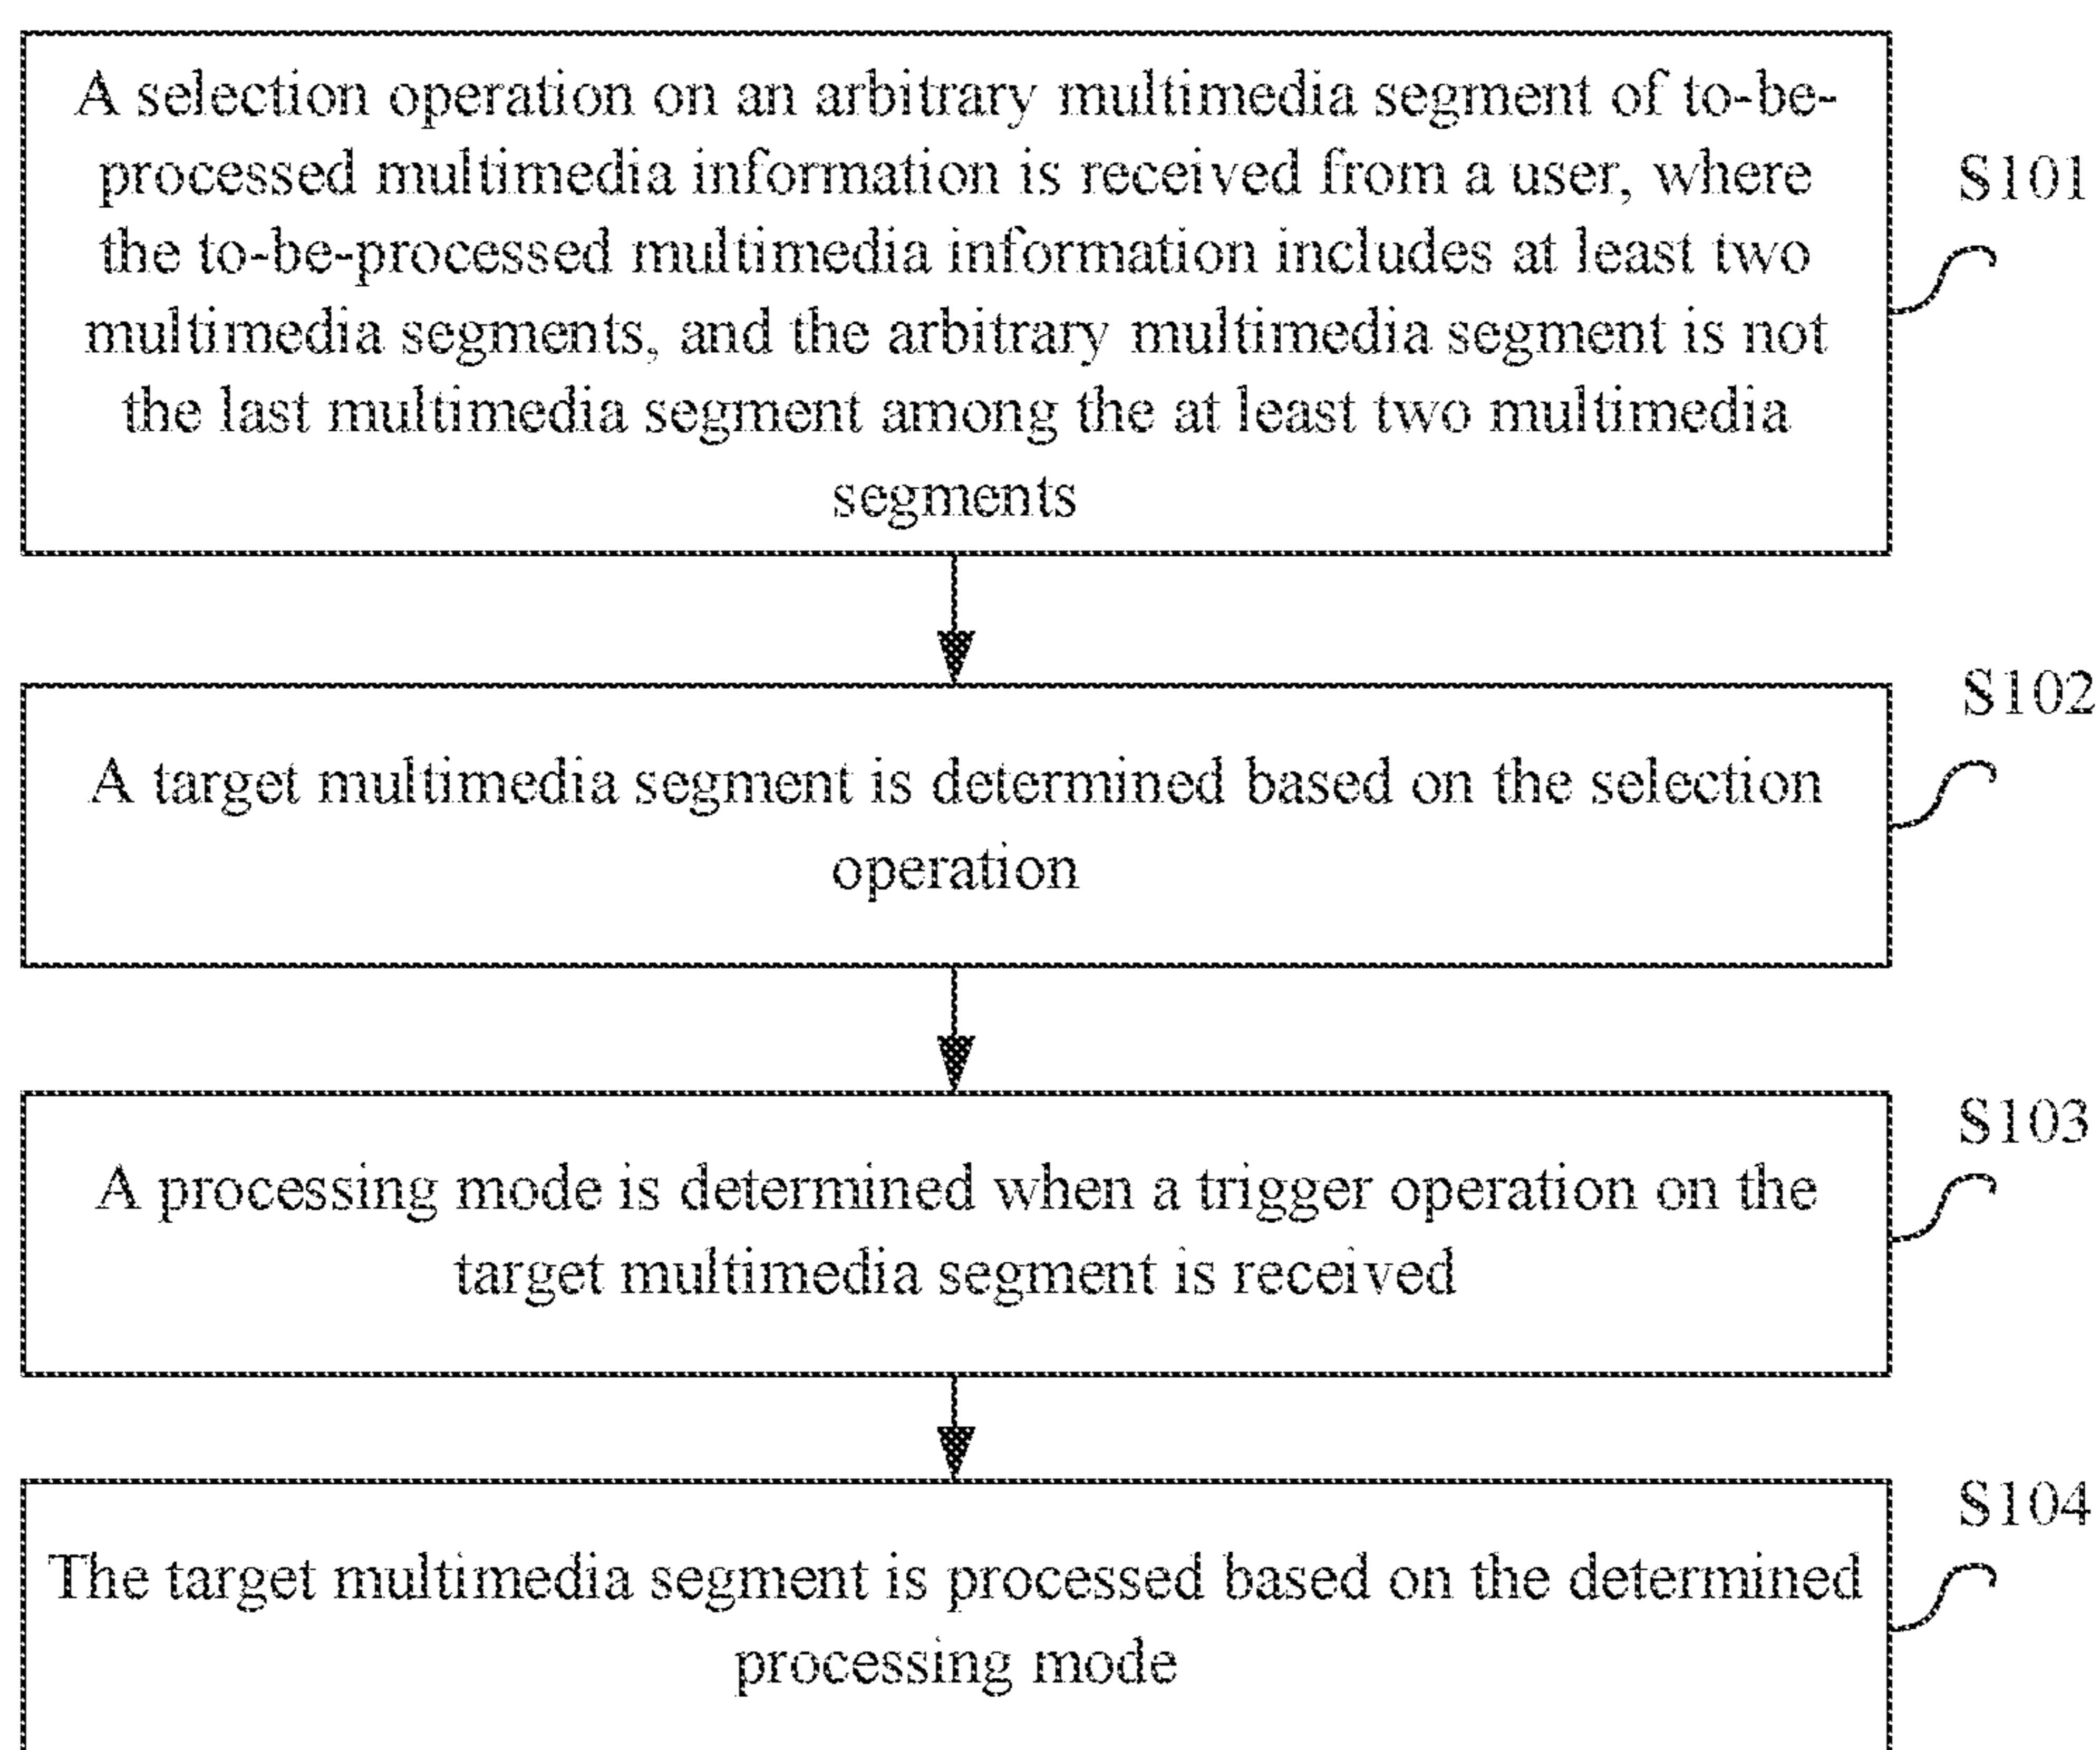 A selection operation on an arbitrary multimedia segment of to-be-
processed multimedia information is received from a user, where
the to-be-processed multimedia information includes at least two
multimedia segments, and the arbitrary multimedia segment is not
the last multimedia segment among the at least two multimedia
segments
S101
S102
A target multimedia segment is determined based on the selection
operation
S103
A processing mode is determined when a trigger operation on the
target multimedia segment is received
S104
The target multimedia segment is processed based on the determined
processing mode